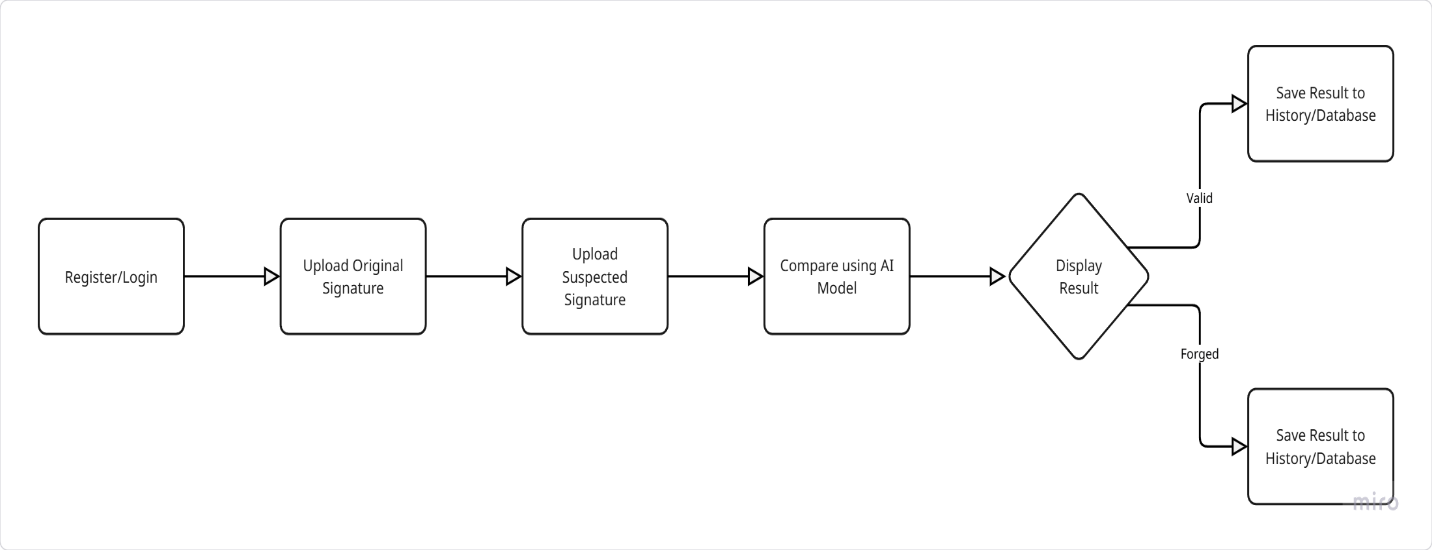 Register/Login
Upload Original
Signature
Upload
Suspected
Signature
Compare using AI
Model
Display
Result
Valid
Save Result to
History/Database
Forged
Save Result to
History/Database
miro